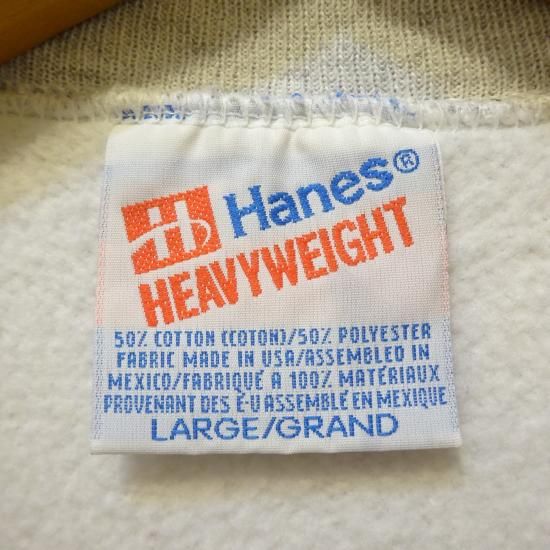 Hanes®
HEAVYWEIGHT
50% COTTON (COTON)/50% POLYESTER
FABRIC MADE IN USA/ASSEMBLED IN
MEXICO/FABRIQUÉ A 100% MATÉRIAUX
PROVENANT DES É-U ASSEMBLÉ EN MEXIQUE
LARGE/GRAND